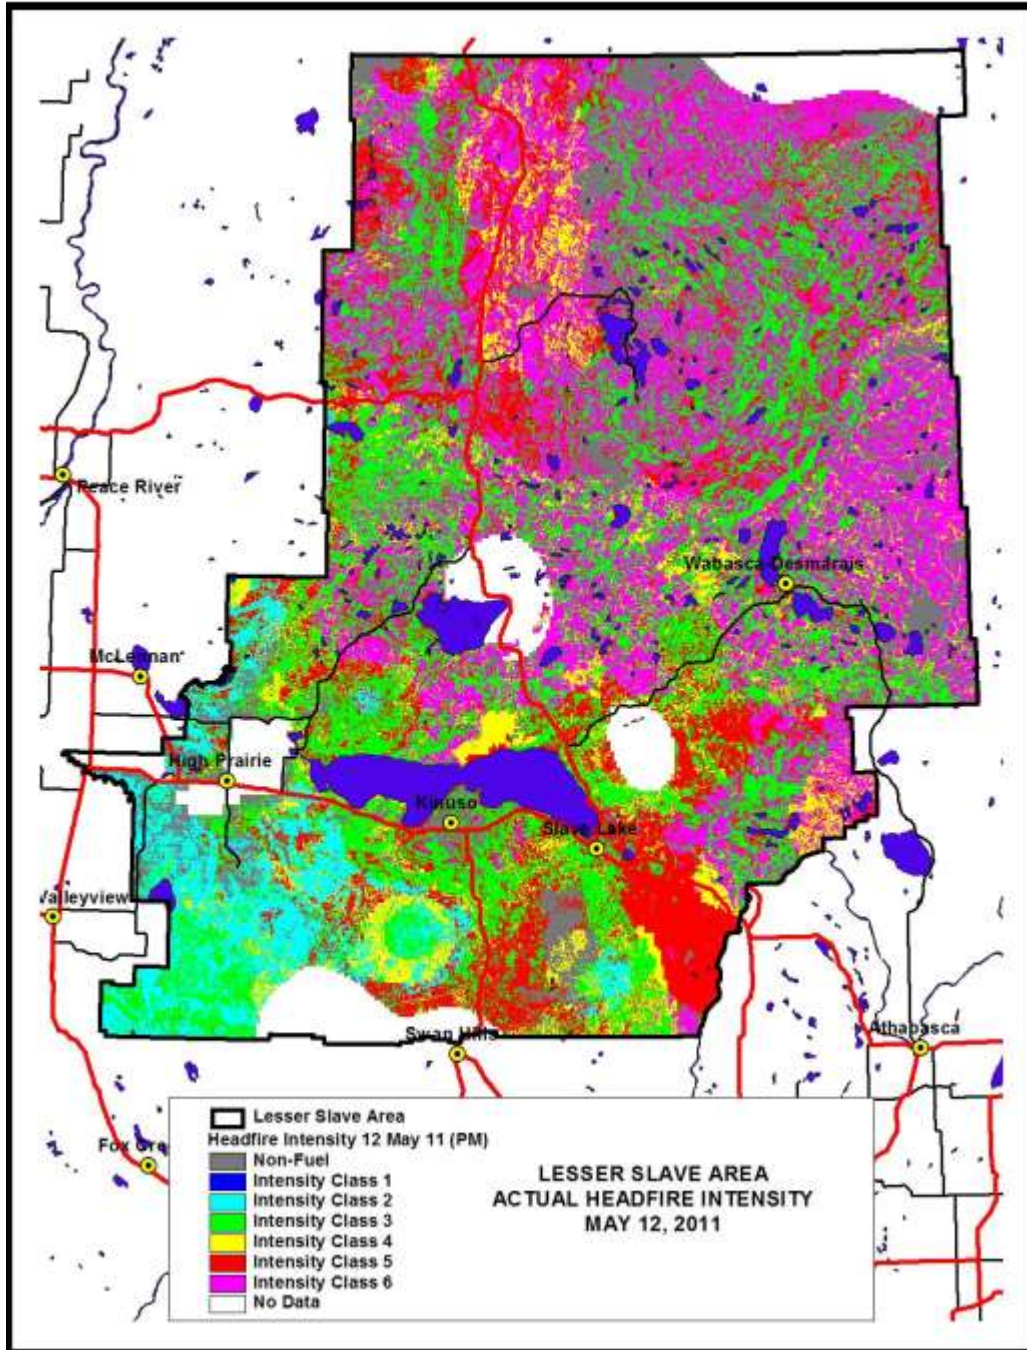 Peace River
Wabasca-Desmarais
McLennan
High Prairie
Kinuso
Slave Lake
Valleyview
Swan Hills
Athabasca
Lesser Slave Area
Headfire Intensity 12 May 11 (PM)
Non-Fuel
Intensity Class 1
Intensity Class 2
Intensity Class 3
Intensity Class 4
Intensity Class 5
Intensity Class 6
No Data
Fox Cre
LESSER SLAVE AREA
ACTUAL HEADFIRE INTENSITY
MAY 12, 2011